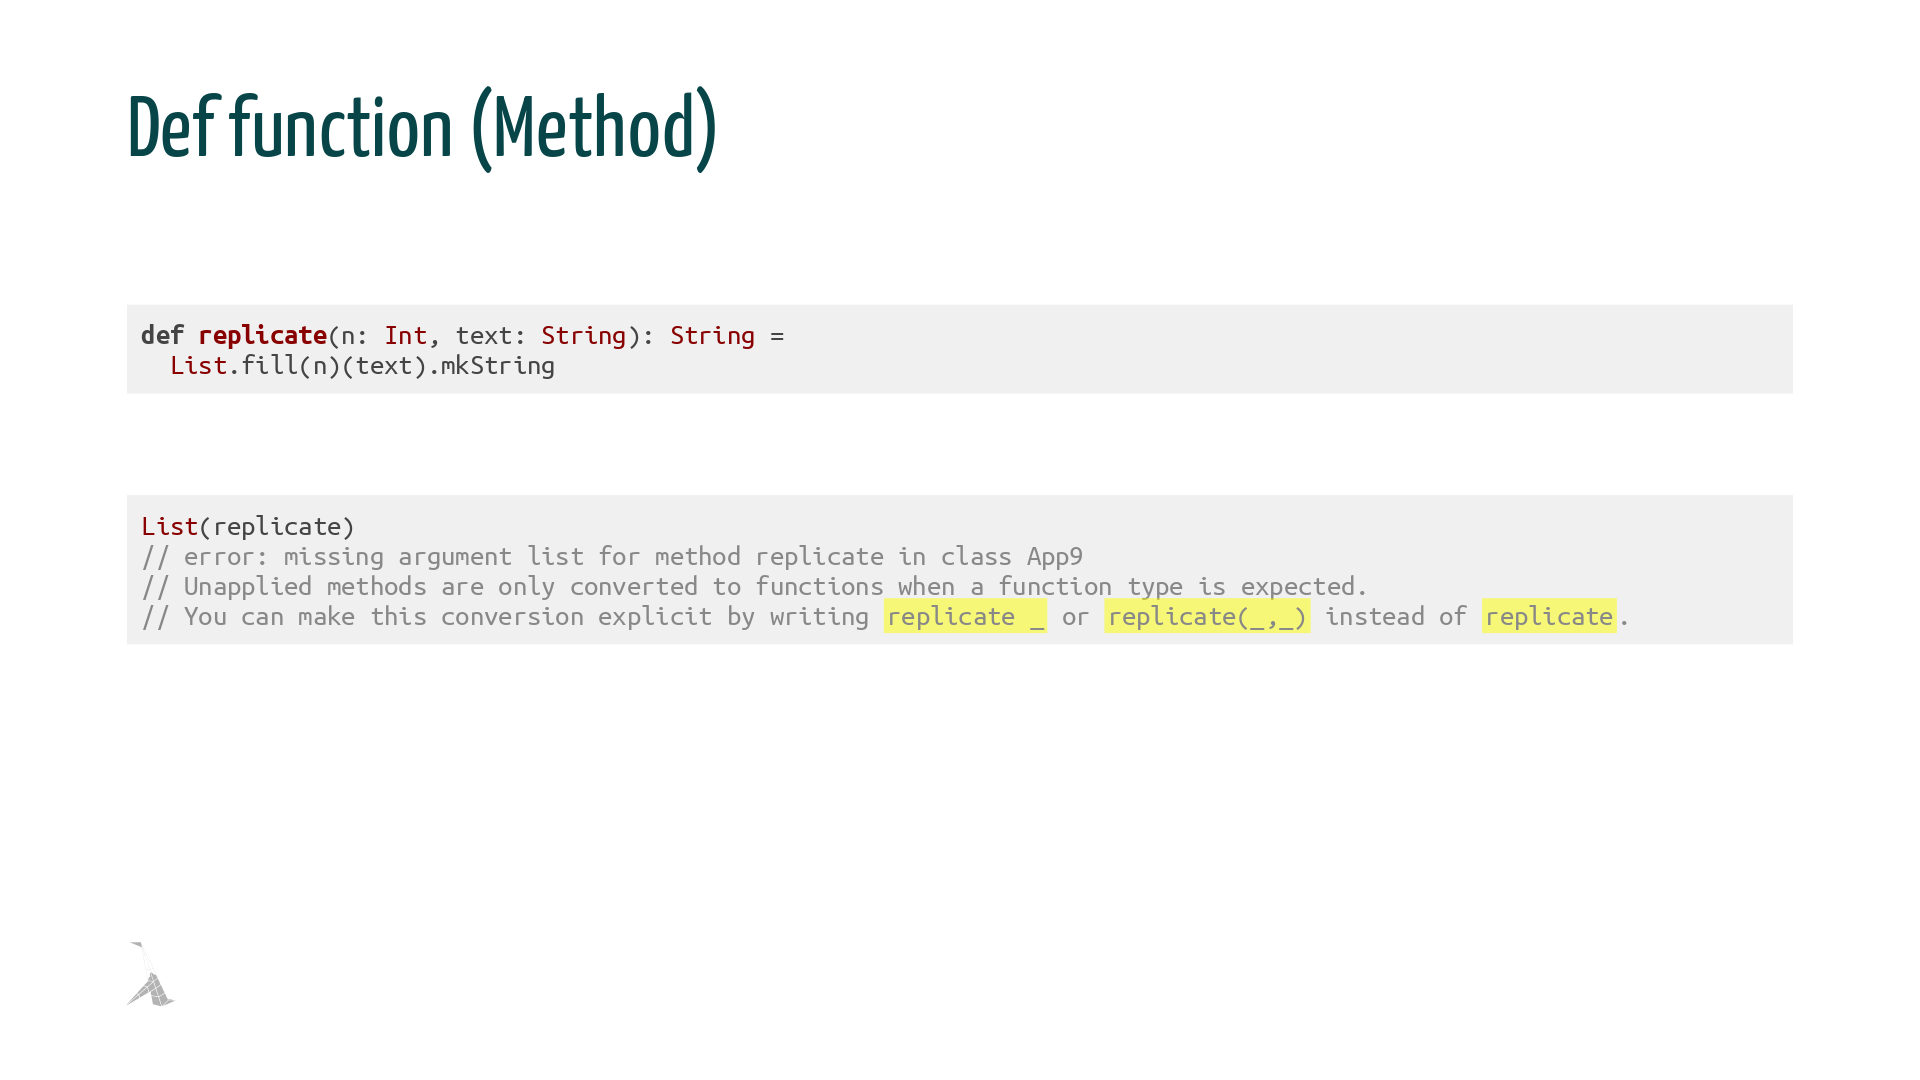 Def function (Method)
def replicate(n: Int, text: String): String =
  List.fill(n)(text).mkString
List(replicate)
// error: missing argument list for method replicate in class App9
// Unapplied methods are only converted to functions when a function type is expected.
// You can make this conversion explicit by writing replicate _ or replicate(_,_) instead of replicate.